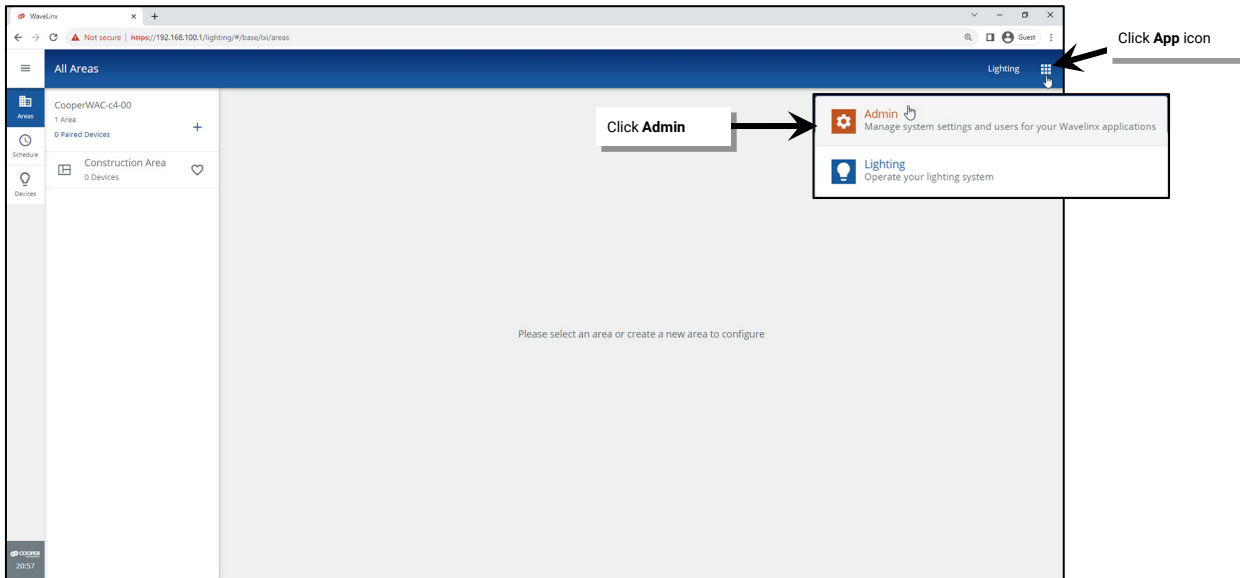 WaveLinx
Not secure | https://192.168.100.1/lighting/#/base/lxi/areas
Guest
Click App icon
All Areas
Lighting
Areas
Schedule
Devices
CooperWAC-c4-00
1 Area
0 Paired Devices
Construction Area
0 Devices
Click Admin
Admin
Manage system settings and users for your Wavelinx applications
Lighting
Operate your lighting system
Please select an area or create a new area to configure
COOPER
20:57